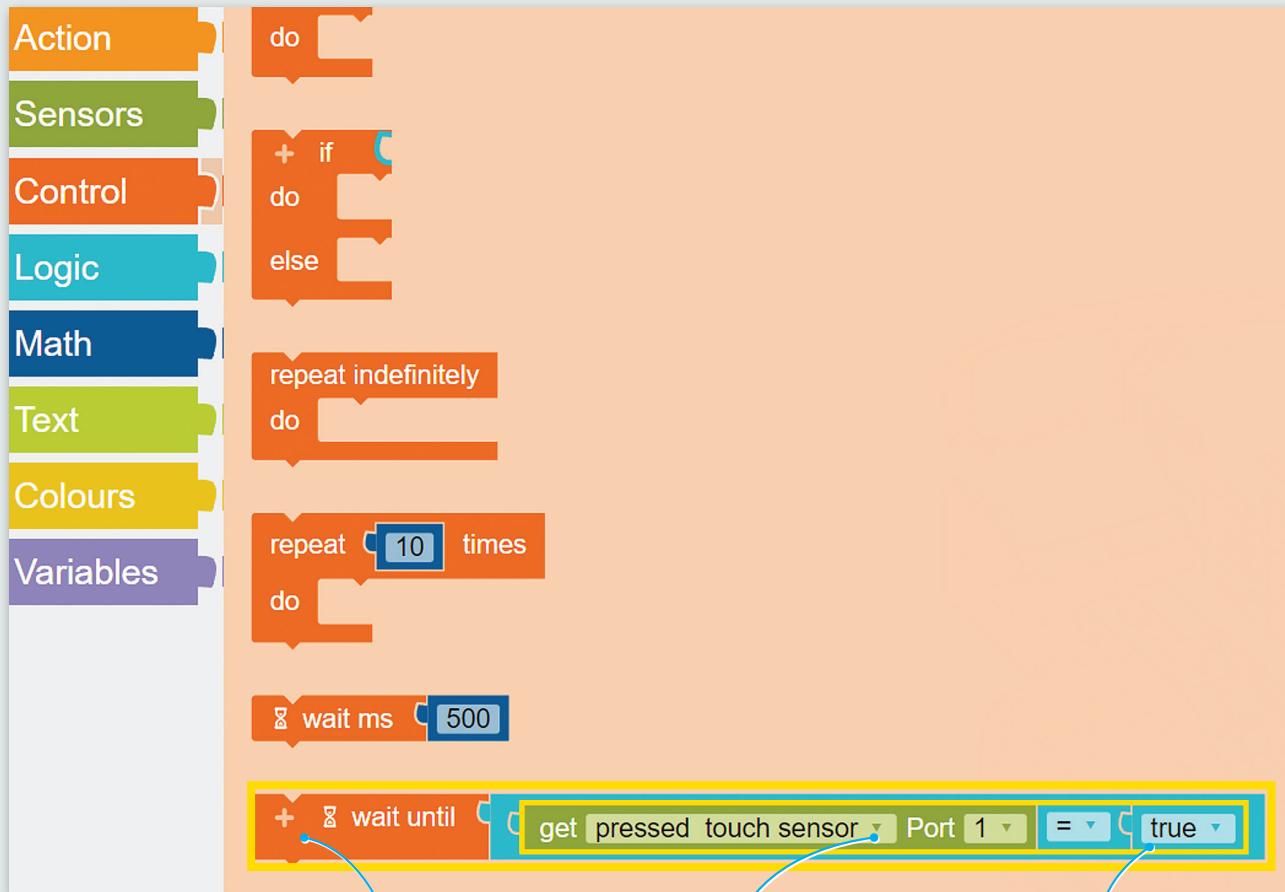 Action
Sensors
Control
Logic
Math
Text
Colours
Variables
do
+ if
do
else
repeat indefinitely
do
repeat 10 times
do
wait ms 500
+ wait until get pressed touch sensor Port 1 = true